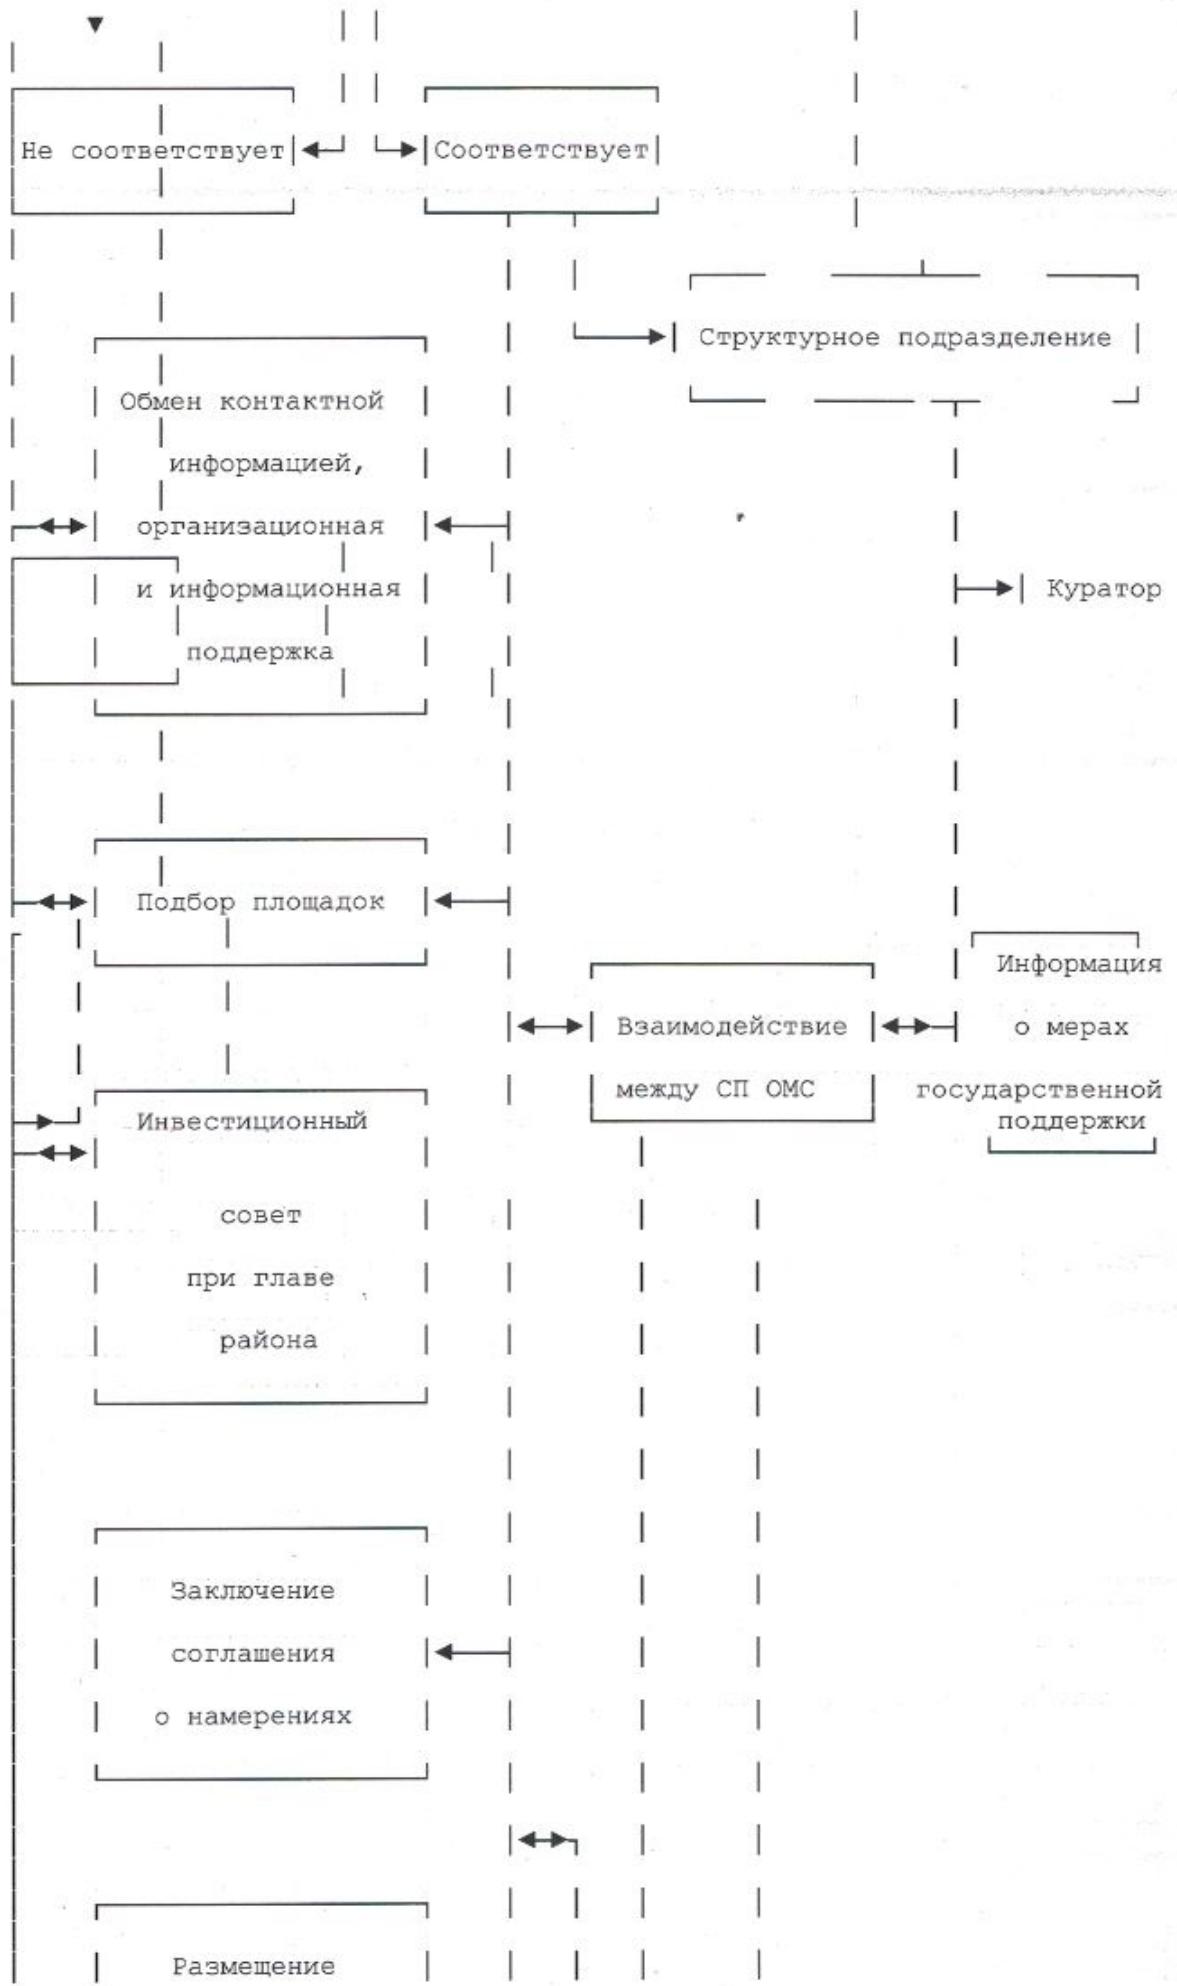 Не соответствует
Соответствует
Структурное подразделение
Обмен контактной
информацией,
организационная
и информационная
поддержка
Куратор
Подбор площадок
Информация
о мерах
государственной
поддержки
Взаимодействие
между СП ОМС
Инвестиционный
совет
при главе
района
Заключение
соглашения
о намерениях
Размещение